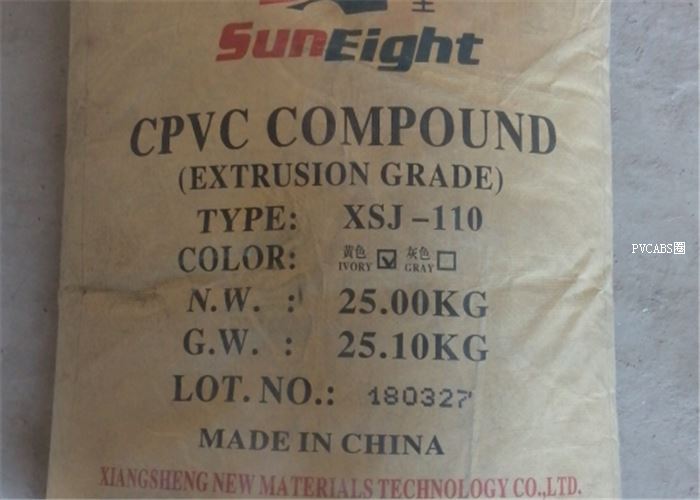 SunEight
CPVC COMPOUND
(EXTRUSION GRADE)
TYPE: XSJ-110
COLOR: 黄色 IVORY 灰色 GRAY
N.W. : 25.00KG
G.W. : 25.10KG
LOT. NO.: 180327
MADE IN CHINA
XIANGSHENG NEW MATERIALS TECHNOLOGY CO.,LTD.
PVCABS圈